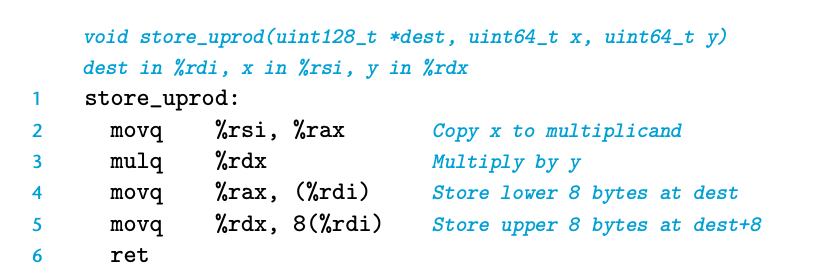 void store_uprod(uint128_t *dest, uint64_t x, uint64_t y)
dest in %rdi, x in %rsi, y in %rdx
1 store_uprod:
2 movq %rsi, %rax Copy x to multiplicand
3 mulq %rdx Multiply by y
4 movq %rax, (%rdi) Store lower 8 bytes at dest
5 movq %rdx, 8(%rdi) Store upper 8 bytes at dest+8
6 ret